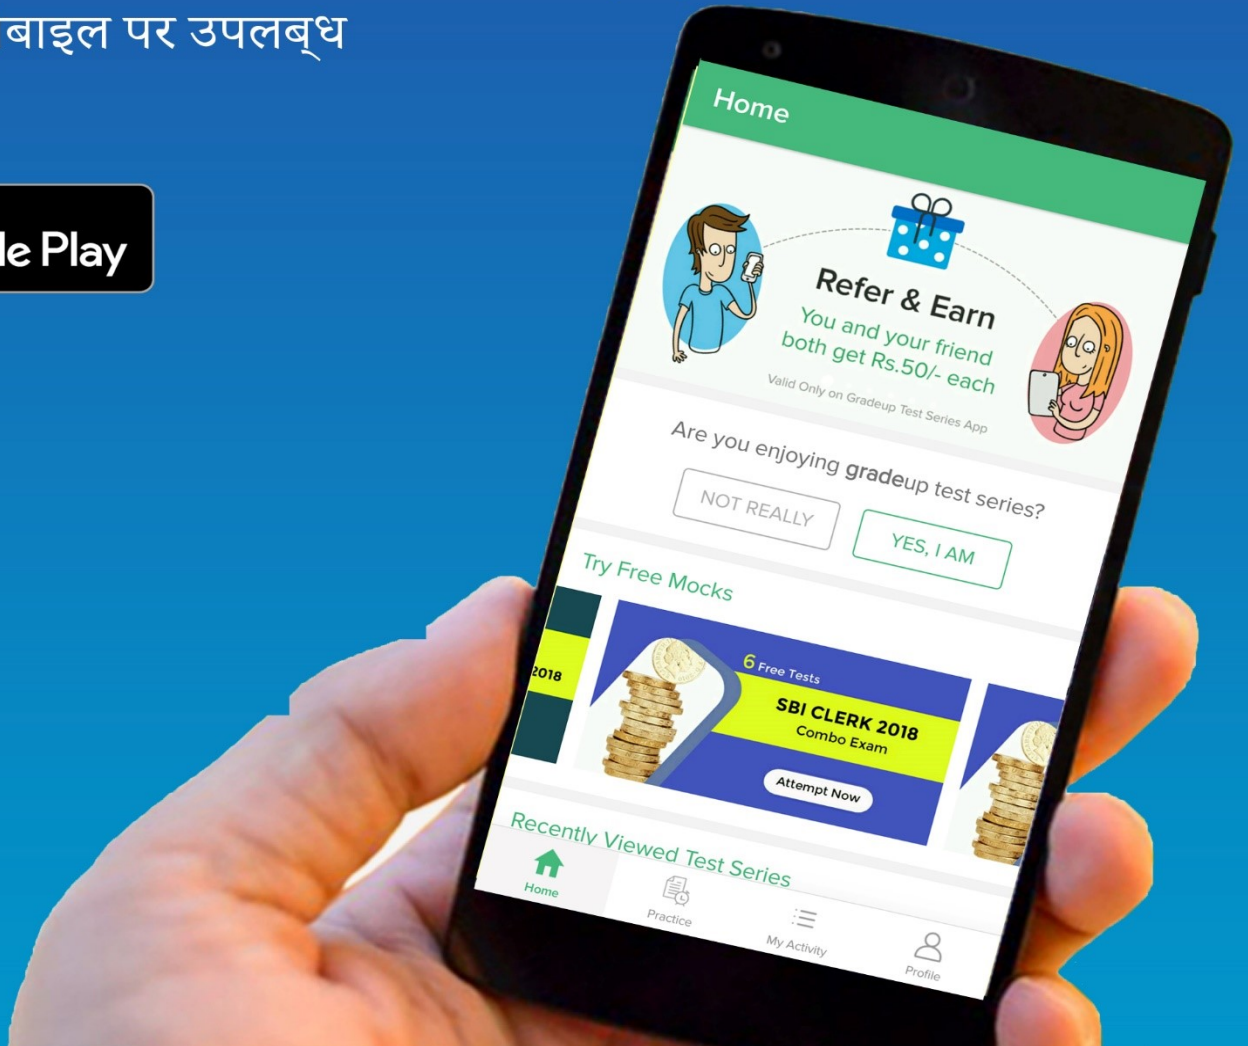 बाइल पर उपलब्ध
le Play
Home
Refer & Earn
You and your friend
both get Rs.50/- each
Valid Only on Gradeup Test Series App
Are you enjoying gradeup test series?
NOT REALLY
YES, I AM
Try Free Mocks
2018
6 Free Tests
SBI CLERK 2018
Combo Exam
Attempt Now
Recently Viewed Test Series
Home
Practice
My Activity
Profile